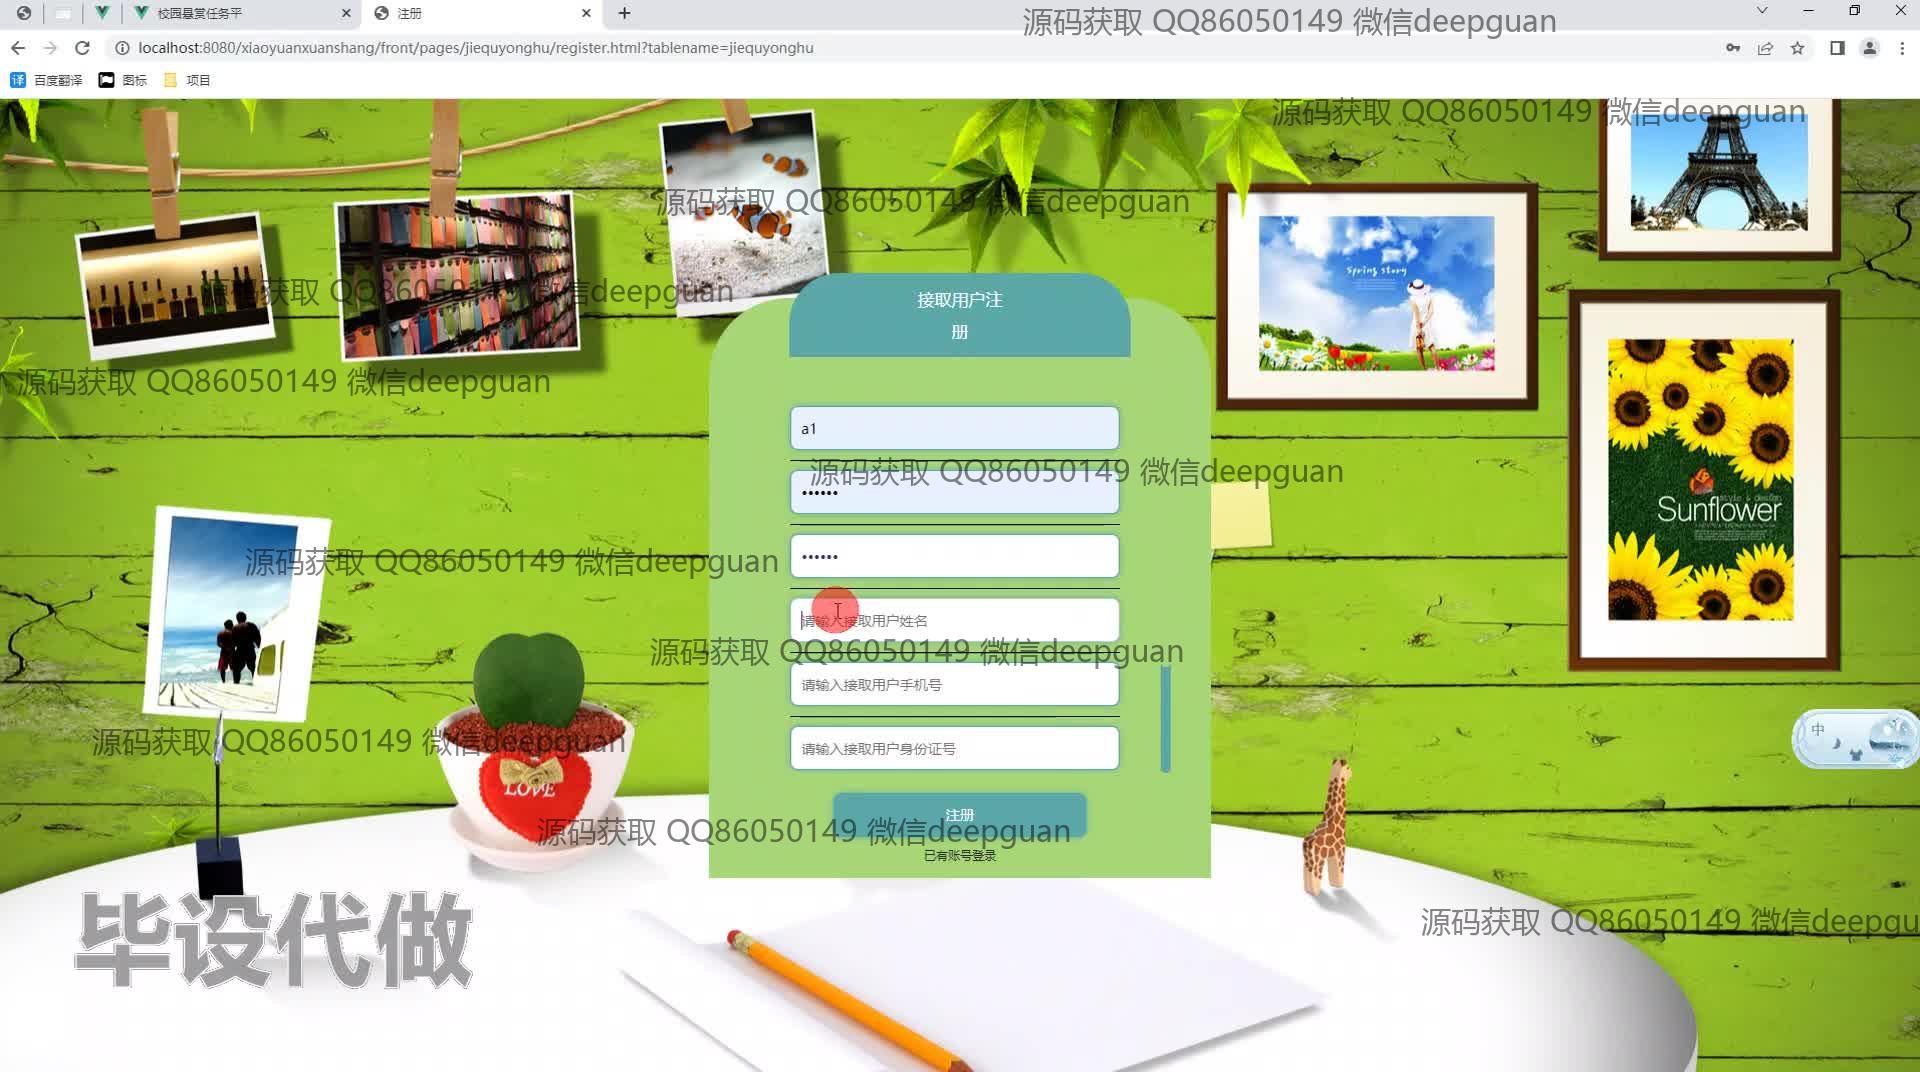 校园悬赏任务平
注册
源码获取 QQ86050149 微信deepguan
localhost:8080/xiaoyuanxuanshang/front/pages/jiequyonghu/register.html?tablename=jiequyonghu
译 百度翻译
图标
项目
源码获取 QQ86050149 微信deepguan
源码获取 QQ86050149 微信deepguan
Spring story
源码获取 QQ86050149 微信deepguan
接取用户注
册
源码获取 QQ86050149 微信deepguan
a1
源码获取 QQ86050149 微信deepguan
••••••
style & design
Sunflower
••••••
源码获取 QQ86050149 微信deepguan
请输入接取用户姓名
源码获取 QQ86050149 微信deepguan
请输入接取用户手机号
中
源码获取 QQ86050149 微信deepguan
请输入接取用户身份证号
LOVE
注册
源码获取 QQ86050149 微信deepguan
已有账号登录
源码获取 QQ86050149 微信deepgu
毕设代做